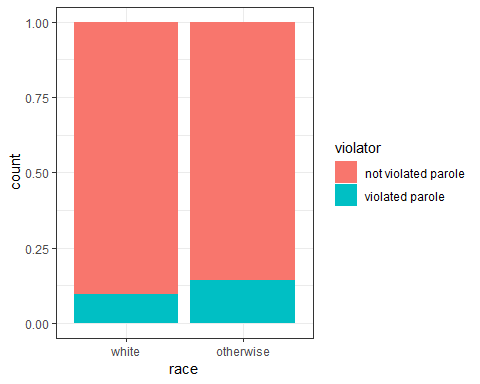 1.00
0.75
0.50
0.25
0.00
count
white otherwise
race
violator
not violated parole
violated parole